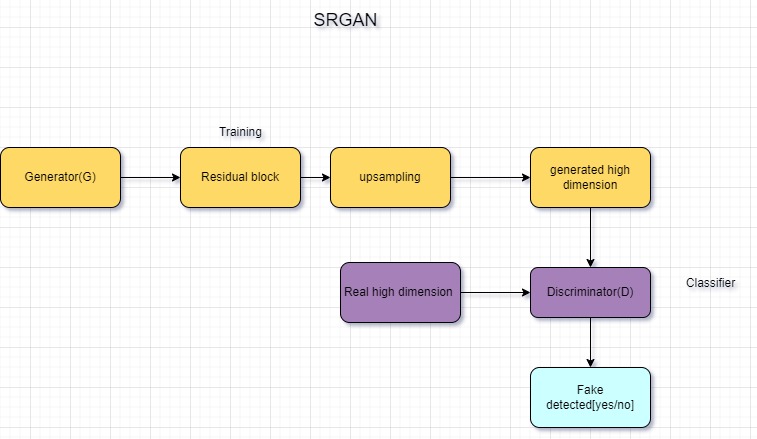 SRGAN
Training
Generator(G)
Residual block
upsampling
generated high
dimension
Real high dimension
Discriminator(D)
Classifier
Fake
detected[yes/no]